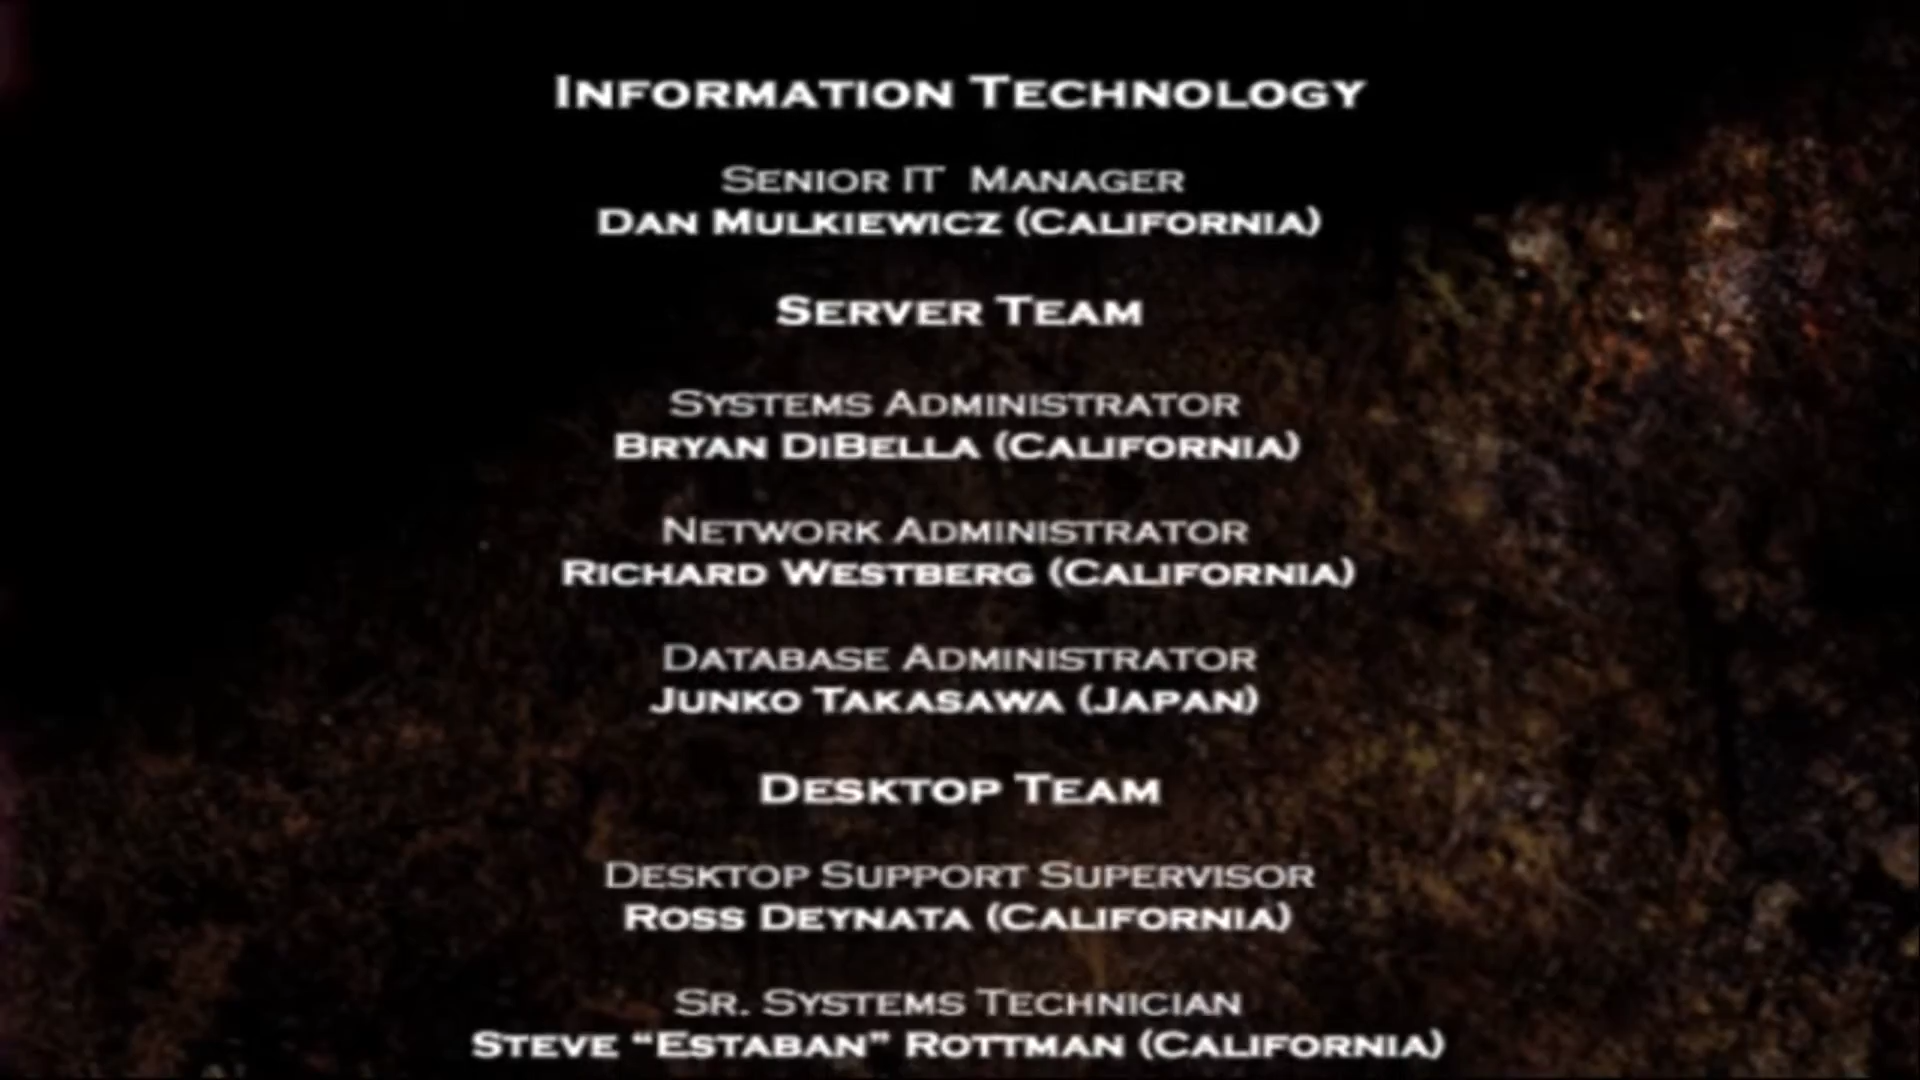 Information Technology
Senior IT Manager
Dan Mulkiewicz (California)
Server Team
Systems Administrator
Bryan DiBella (California)
Network Administrator
Richard Westberg (California)
Database Administrator
Junko Takasawa (Japan)
Desktop Team
Desktop Support Supervisor
Ross Deynata (California)
Sr. Systems Technician
Steve “Estaban” Rottman (California)